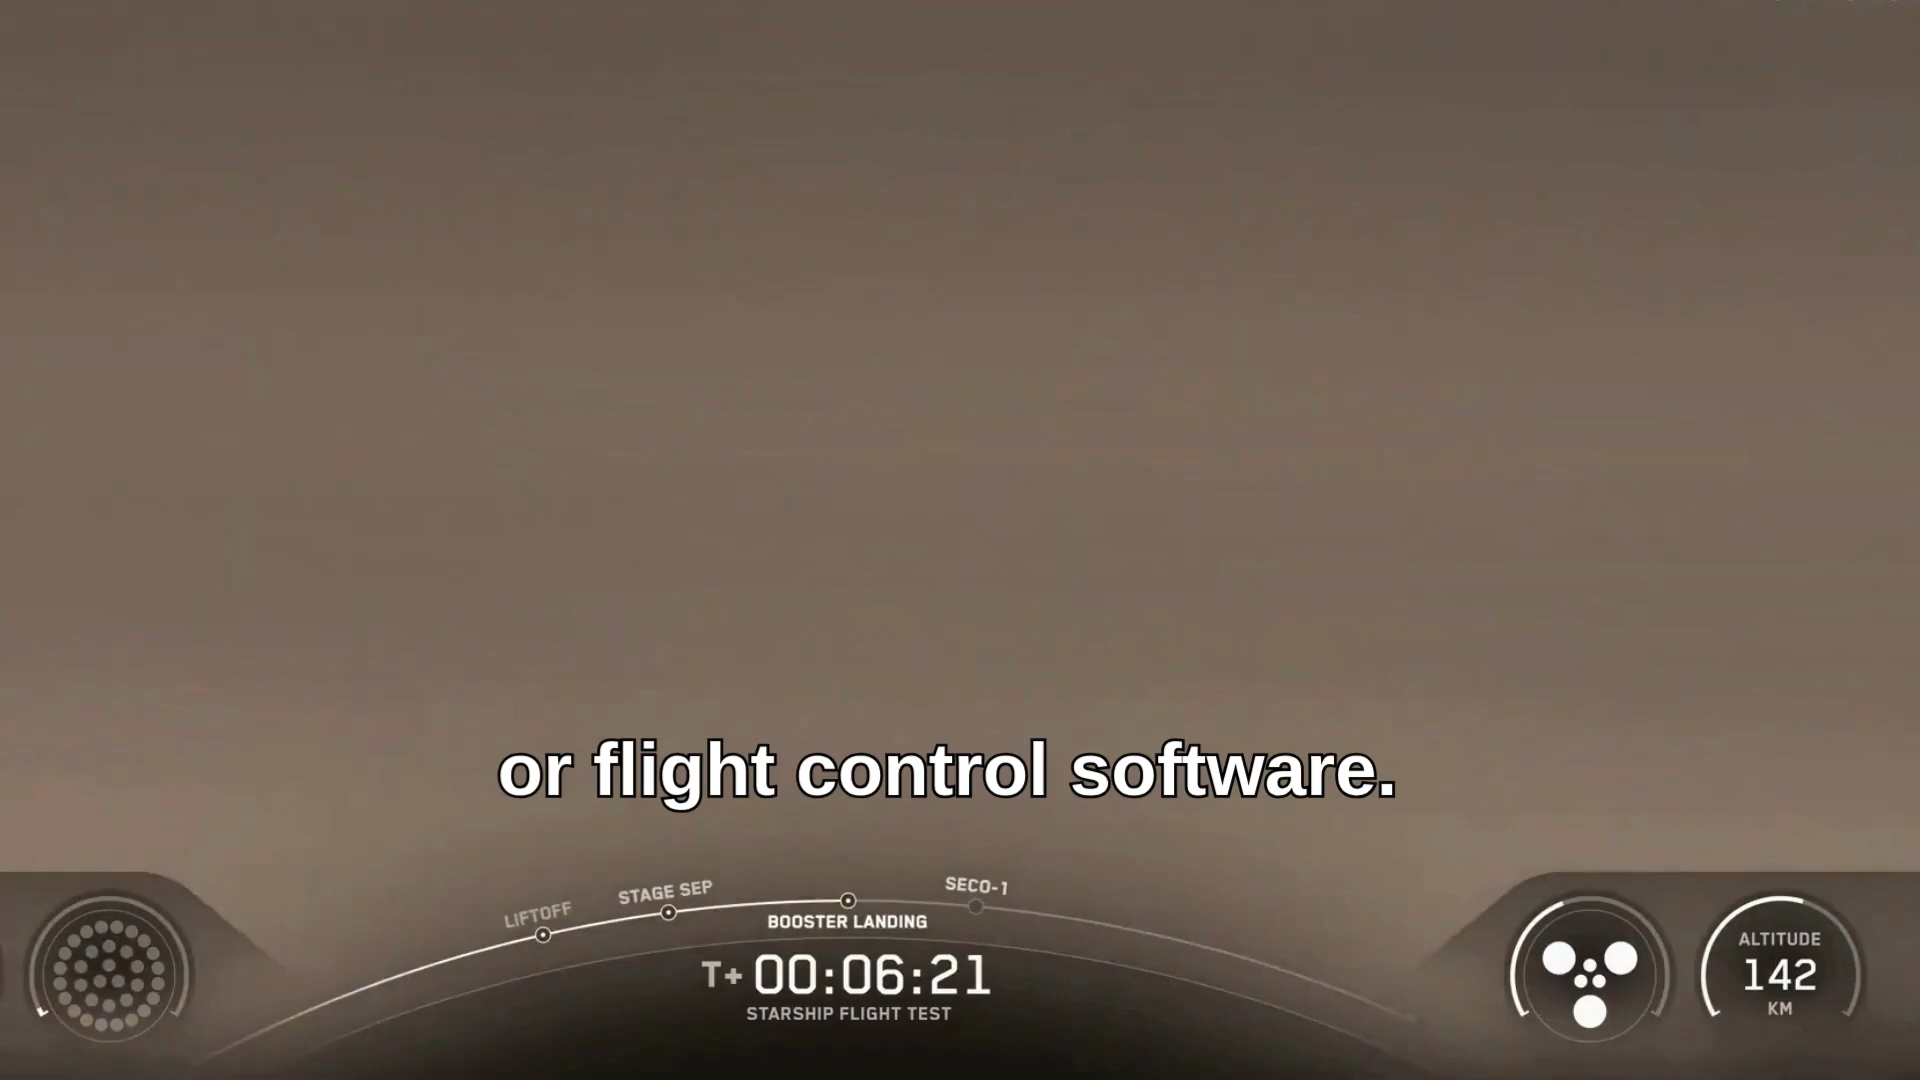 or flight control software.
LIFTOFF
STAGE SEP
BOOSTER LANDING
SECO-1
T+ 00:06:21
STARSHIP FLIGHT TEST
ALTITUDE
142
KM